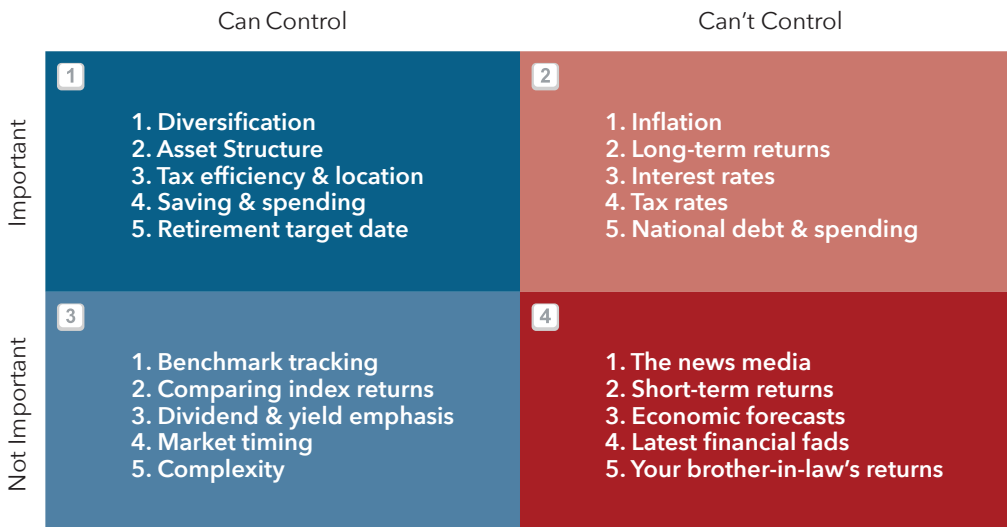 Can Control
Can't Control
Important
1
1. Diversification
2. Asset Structure
3. Tax efficiency & location
4. Saving & spending
5. Retirement target date
2
1. Inflation
2. Long-term returns
3. Interest rates
4. Tax rates
5. National debt & spending
Not Important
3
1. Benchmark tracking
2. Comparing index returns
3. Dividend & yield emphasis
4. Market timing
5. Complexity
4
1. The news media
2. Short-term returns
3. Economic forecasts
4. Latest financial fads
5. Your brother-in-law's returns